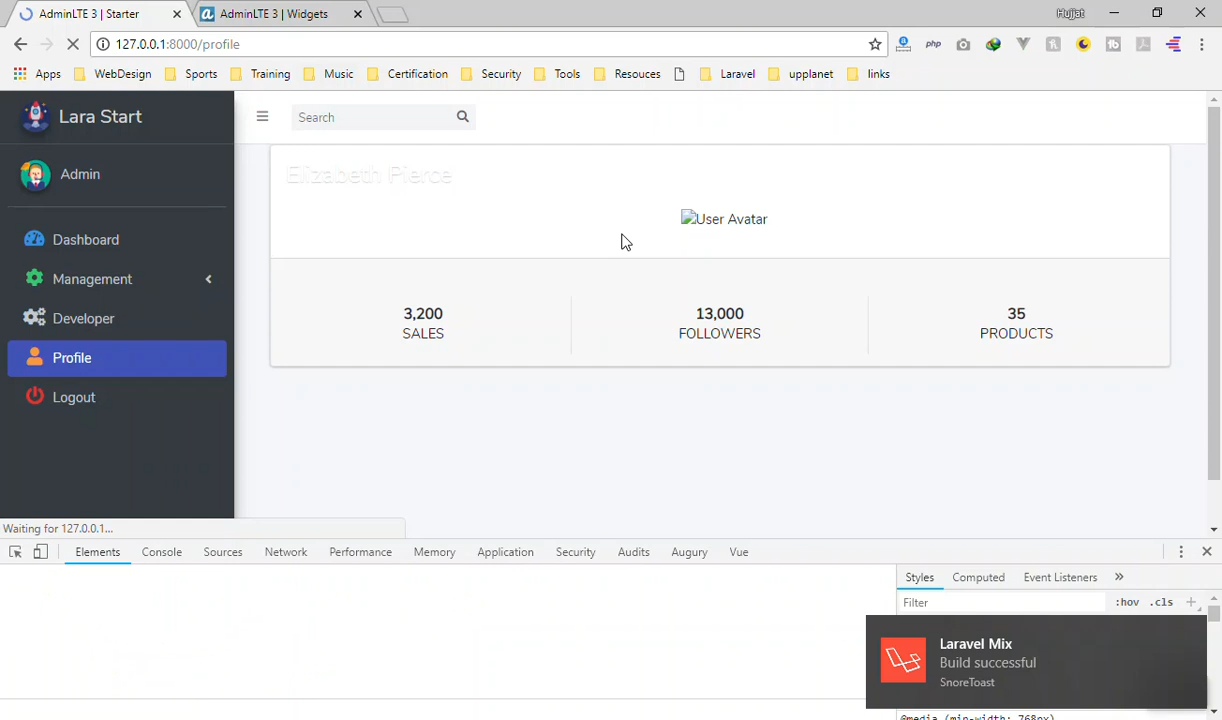 AdminLTE 3 | Starter
AdminLTE 3 | Widgets
Hujjat
127.0.0.1:8000/profile
php
Apps
WebDesign
Sports
Training
Music
Certification
Security
Tools
Resouces
Laravel
upplanet
links
Lara Start
Search
Admin
Elizabeth Pierce
User Avatar
Dashboard
Management
Developer
Profile
Logout
3,200
SALES
13,000
FOLLOWERS
35
PRODUCTS
Waiting for 127.0.0.1...
Elements
Console
Sources
Network
Performance
Memory
Application
Security
Audits
Augury
Vue
Styles
Computed
Event Listeners
Filter
:hov
.cls
Laravel Mix
Build successful
SnoreToast
@media (min-width: 768px)